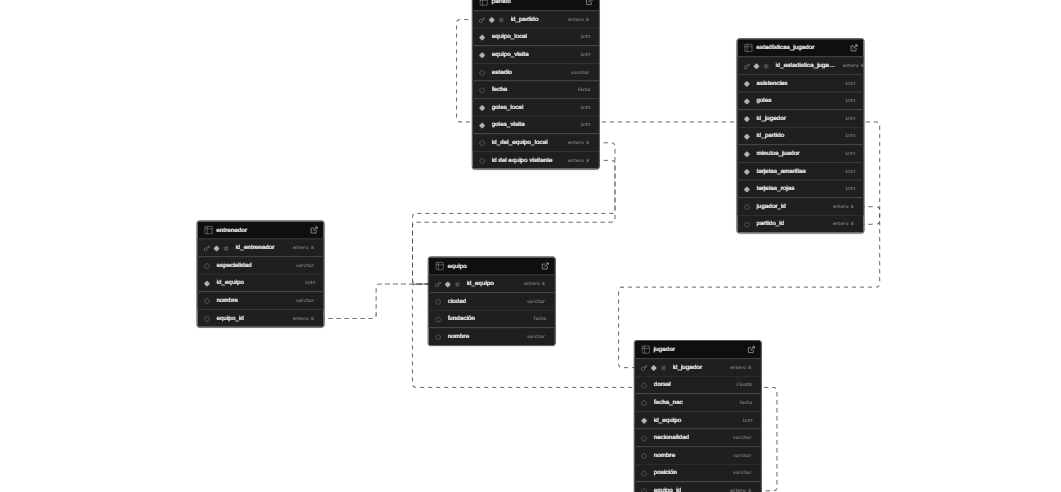 partido
id_partido entero 8
equipo_local int4
equipo_visita int4
estadio varchar
fecha fecha
goles_local int4
goles_visita int4
id_del_equipo_local entero 8
id del equipo visitante entero 8
estadísticas_jugador
id_estadística_juga... entero 8
asistencias int4
goles int4
id_jugador int4
id_partido int4
minutos_juador int4
tarjetas_amarillas int4
tarjetas_rojas int4
jugador_id entero 8
partido_id entero 8
entrenador
id_entrenador entero 8
especialidad varchar
id_equipo int4
nombre varchar
equipo_id entero 8
equipo
id_equipo entero 8
ciudad varchar
fundación fecha
nombre varchar
jugador
id_jugador entero 8
dorsal float8
fecha_nac fecha
id_equipo int4
nacionalidad varchar
nombre varchar
posición varchar
equipo_id entero 8